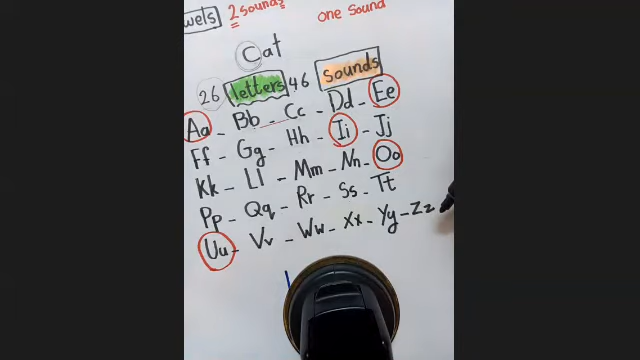 2 Sounds
One Sound
Cat
26 letters 46 sounds
Aa - Bb - Cc - Dd - Ee
Ff - Gg - Hh - Ii - Jj
Kk - Ll - Mm - Nn - Oo
Pp - Qq - Rr - Ss - Tt
Uu - Vv - Ww - Xx - Yy - Zz